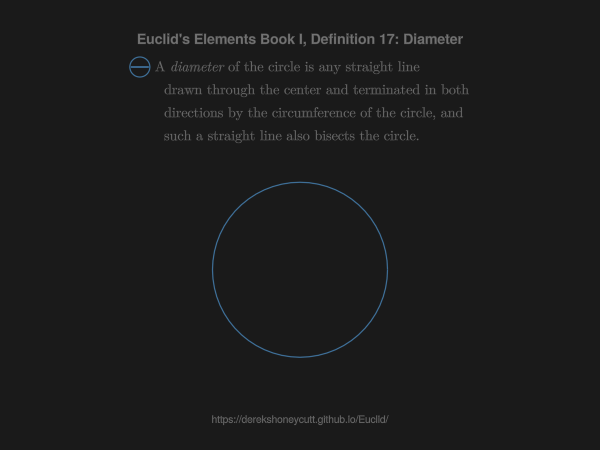 Euclid's Elements Book I, Definition 17: Diameter
A diameter of the circle is any straight line
drawn through the center and terminated in both
directions by the circumference of the circle, and
such a straight line also bisects the circle.
https://derekshoneycutt.github.io/Euclid/